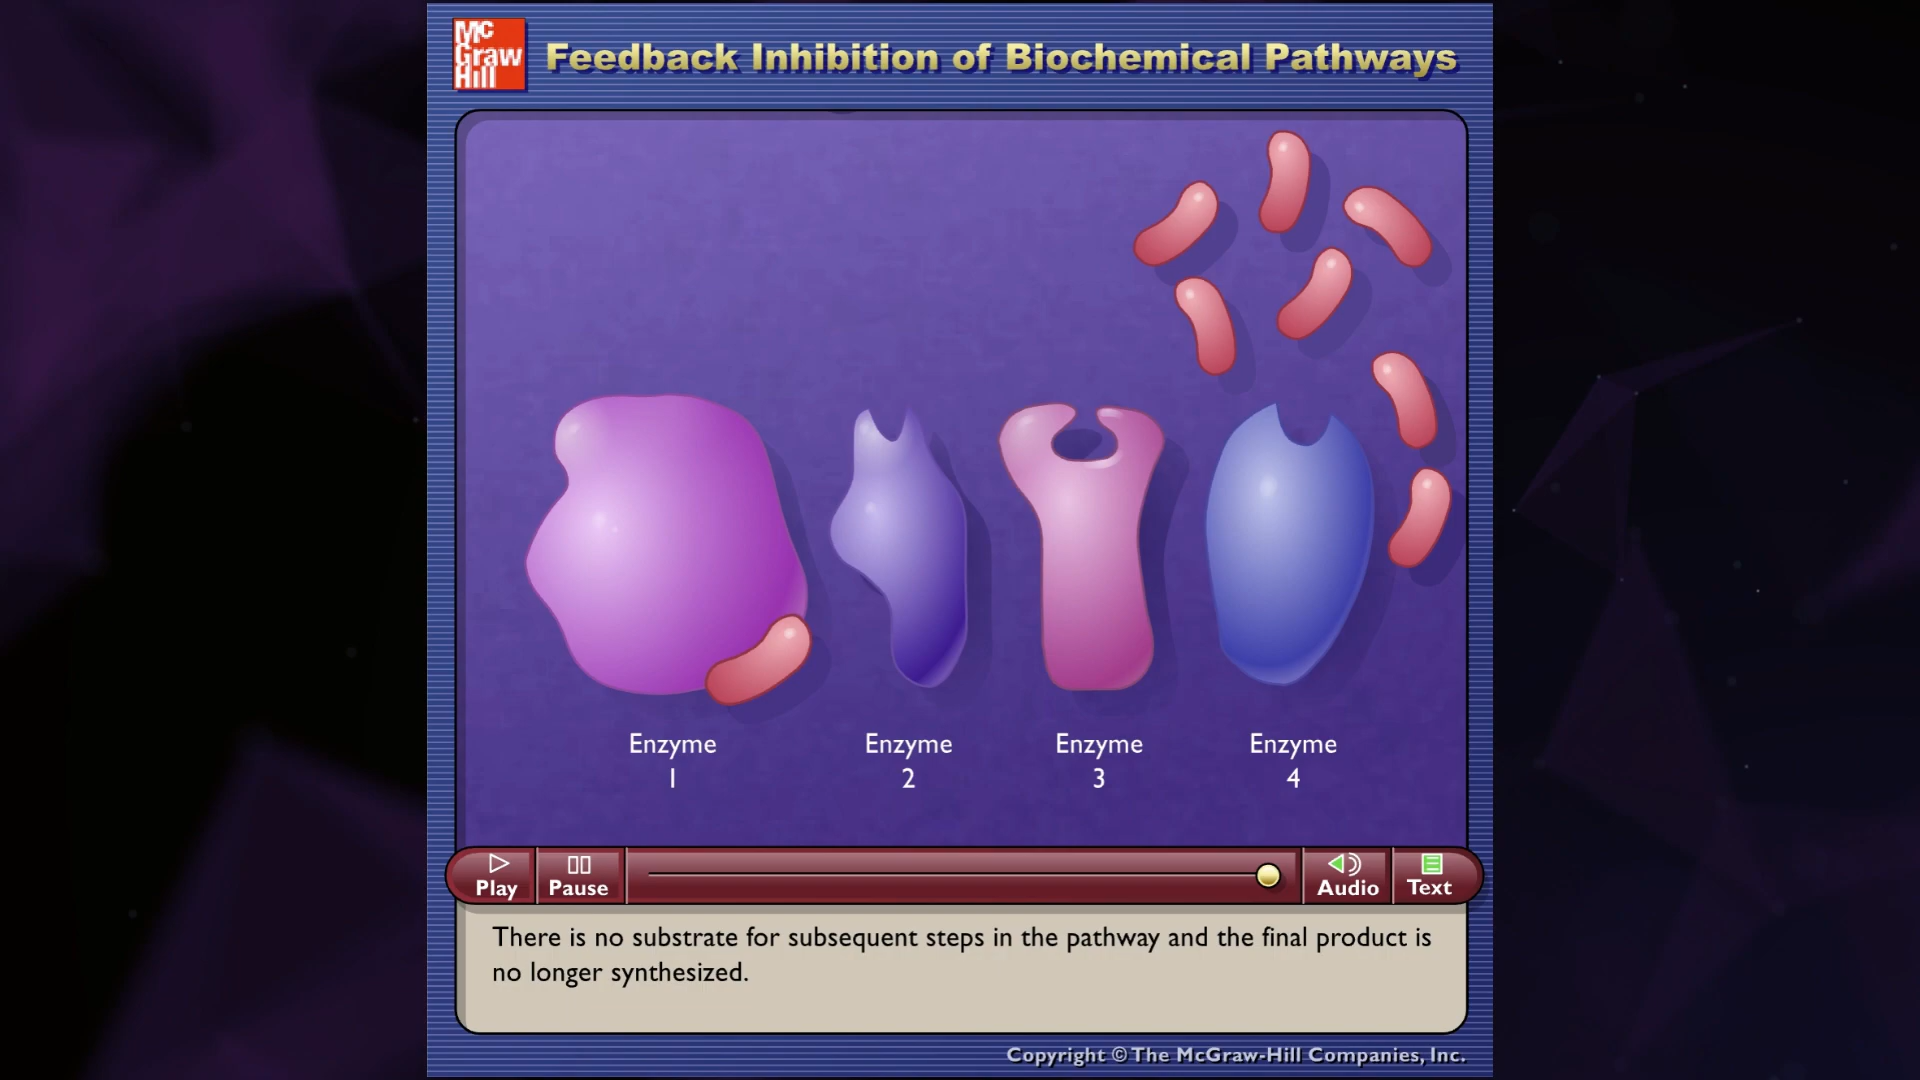 Mc
Graw
Hill
Feedback Inhibition of Biochemical Pathways
Enzyme
1
Enzyme
2
Enzyme
3
Enzyme
4
Play
Pause
Audio
Text
There is no substrate for subsequent steps in the pathway and the final product is
no longer synthesized.
Copyright © The McGraw-Hill Companies, Inc.